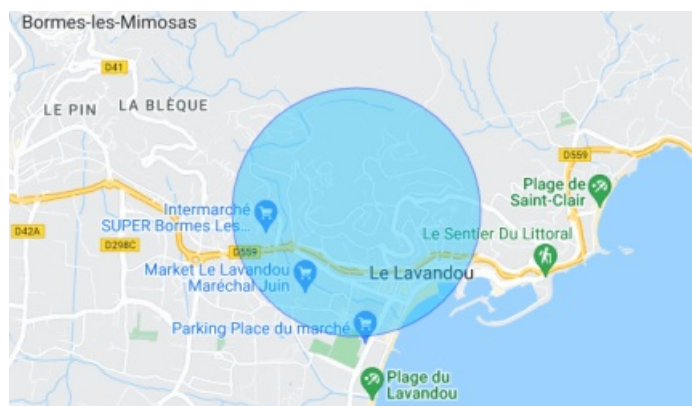 Bormes-les-Mimosas
D41
LE PIN
LA BLÈQUE
D559
Plage de
Saint-Clair
Intermarché
SUPER Bormes Les...
D42A
D298C
D559
Le Sentier Du Littoral
Market Le Lavandou
Maréchal Juin
Le Lavandou
Parking Place du marché
Plage du
Lavandou